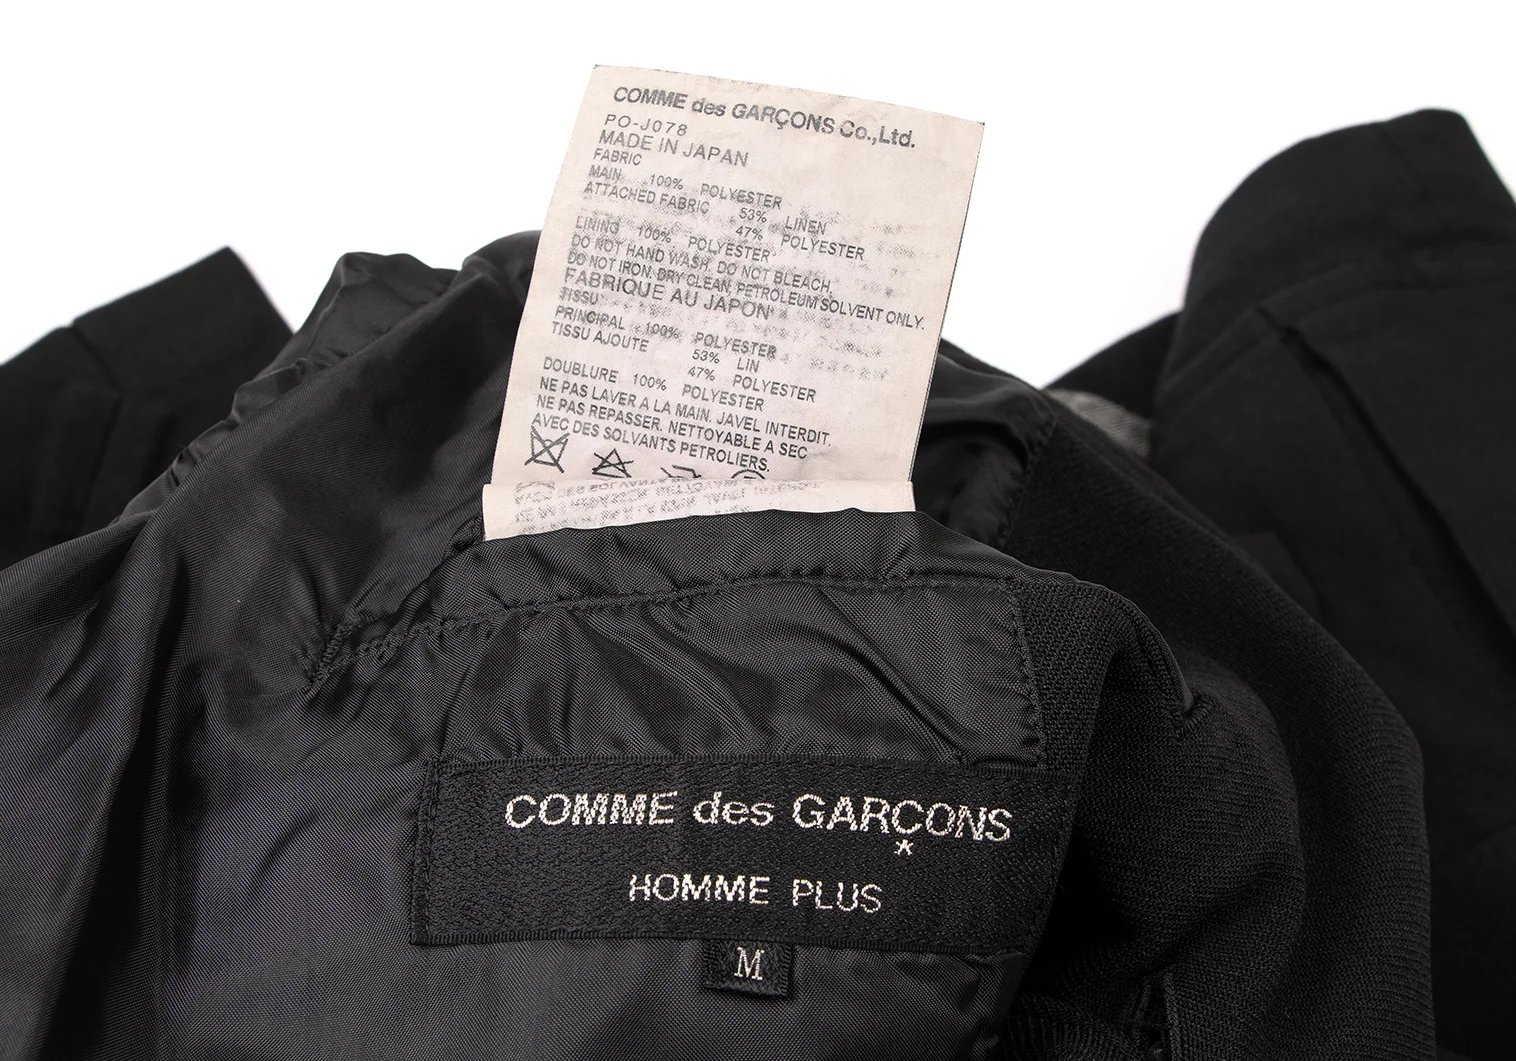 COMME des GARÇONS Co.,Ltd.
PO-J078
MADE IN JAPAN
FABRIC
MAIN 100% POLYESTER
ATTACHED FABRIC 53% LINEN
47% POLYESTER
LINING 100% POLYESTER
DO NOT HAND WASH. DO NOT BLEACH.
DO NOT IRON. DRY CLEAN, PETROLEUM SOLVENT ONLY.
FABRIQUE AU JAPON
TISSU
PRINCIPAL 100% POLYESTER
TISSU AJOUTE 53% LIN
47% POLYESTER
DOUBLURE 100% POLYESTER
NE PAS LAVER A LA MAIN. JAVEL INTERDIT.
NE PAS REPASSER. NETTOYABLE A SEC
AVEC DES SOLVANTS PETROLIERS.
COMME des GARÇONS
HOMME PLUS
M